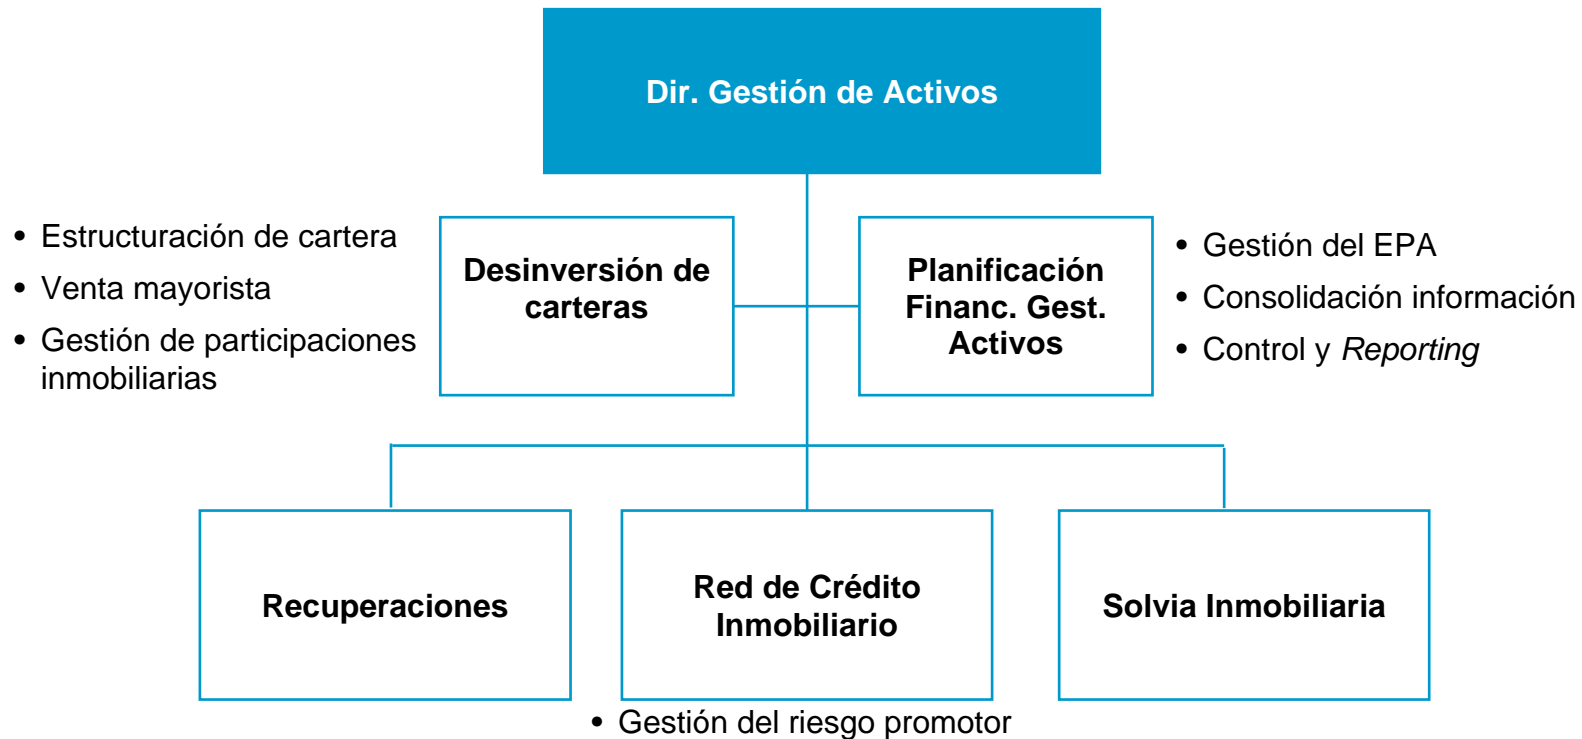 Dir. Gestión de Activos
• Estructuración de cartera
• Venta mayorista
• Gestión de participaciones
inmobiliarias
Desinversión de
carteras
Planificación
Financ. Gest.
Activos
• Gestión del EPA
• Consolidación información
• Control y Reporting
Recuperaciones
Red de Crédito
Inmobiliario
Solvia Inmobiliaria
• Gestión del riesgo promotor